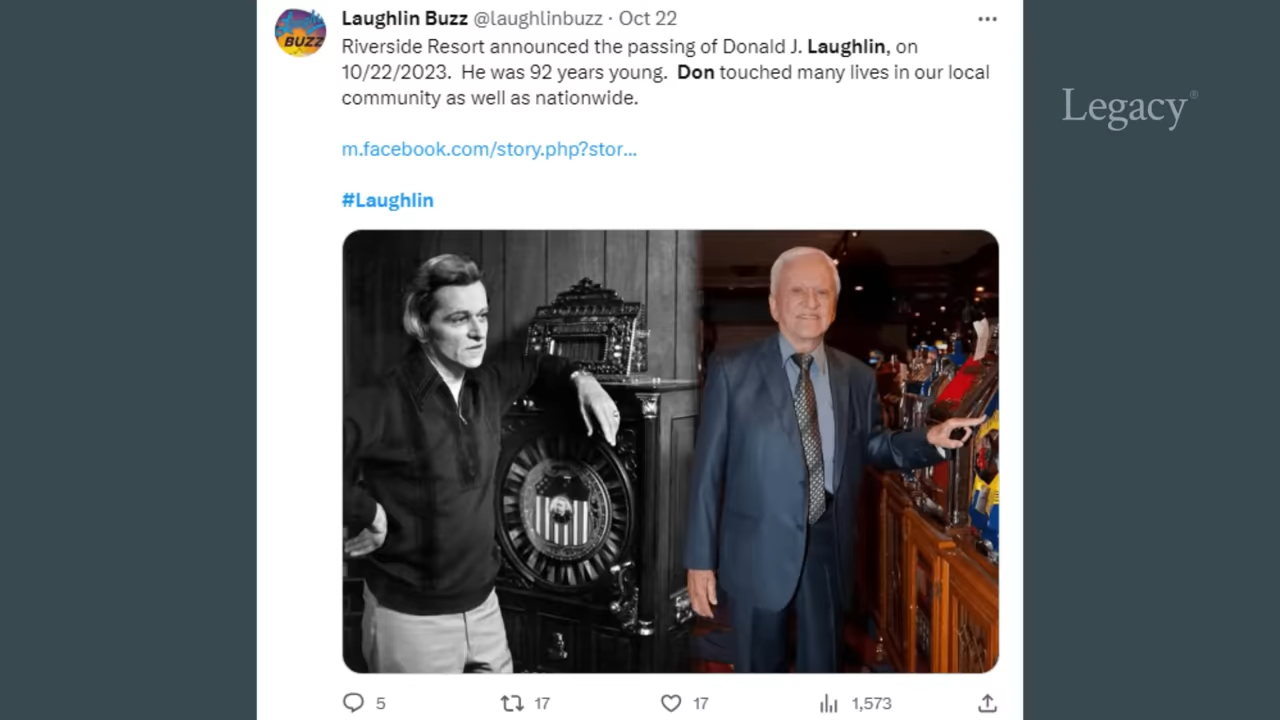 Laughlin Buzz @laughlinbuzz · Oct 22
Riverside Resort announced the passing of Donald J. Laughlin, on
10/22/2023.  He was 92 years young.  Don touched many lives in our local
community as well as nationwide.
m.facebook.com/story.php?stor...
#Laughlin
BUZZ
Legacy®
5 17 17 1,573